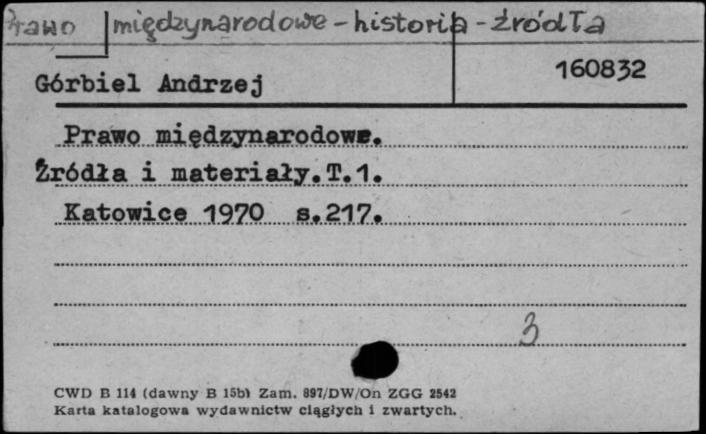 Prawo międzynarodowe - historia - źródła
Górbiel Andrzej
160832
Prawo międzynarodowe.
Źródła i materiały.T.1.
Katowice 1970 s.217.
3
CWD B 114 (dawny B 15b) Zam. 897/DW/On ZGG 2542
Karta katalogowa wydawnictw ciągłych i zwartych.